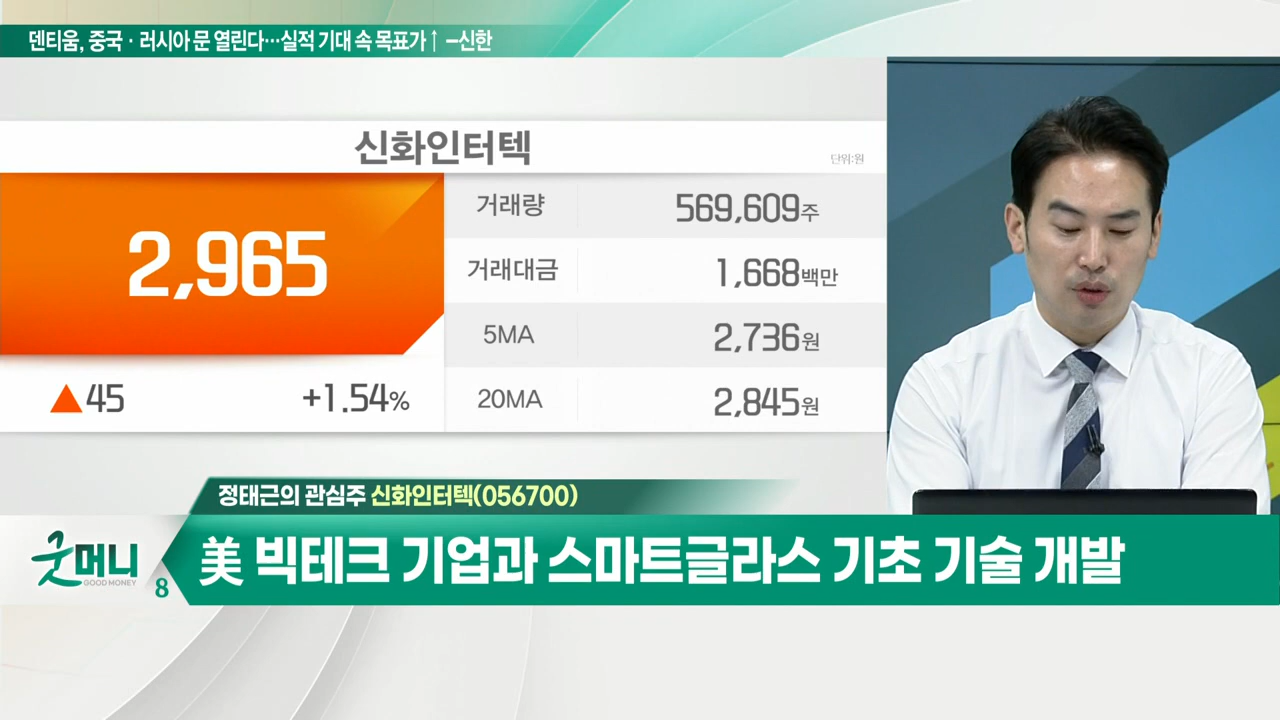 덴티움, 중국·러시아 문 열린다…실적 기대 속 목표가↑ -신한
신화인터텍
단위:원
2,965
▲45 +1.54%
거래량 569,609주
거래대금 1,668백만
5MA 2,736원
20MA 2,845원
정태근의 관심주 신화인터텍(056700)
美 빅테크 기업과 스마트글라스 기초 기술 개발
굿머니
GOOD MONEY
8